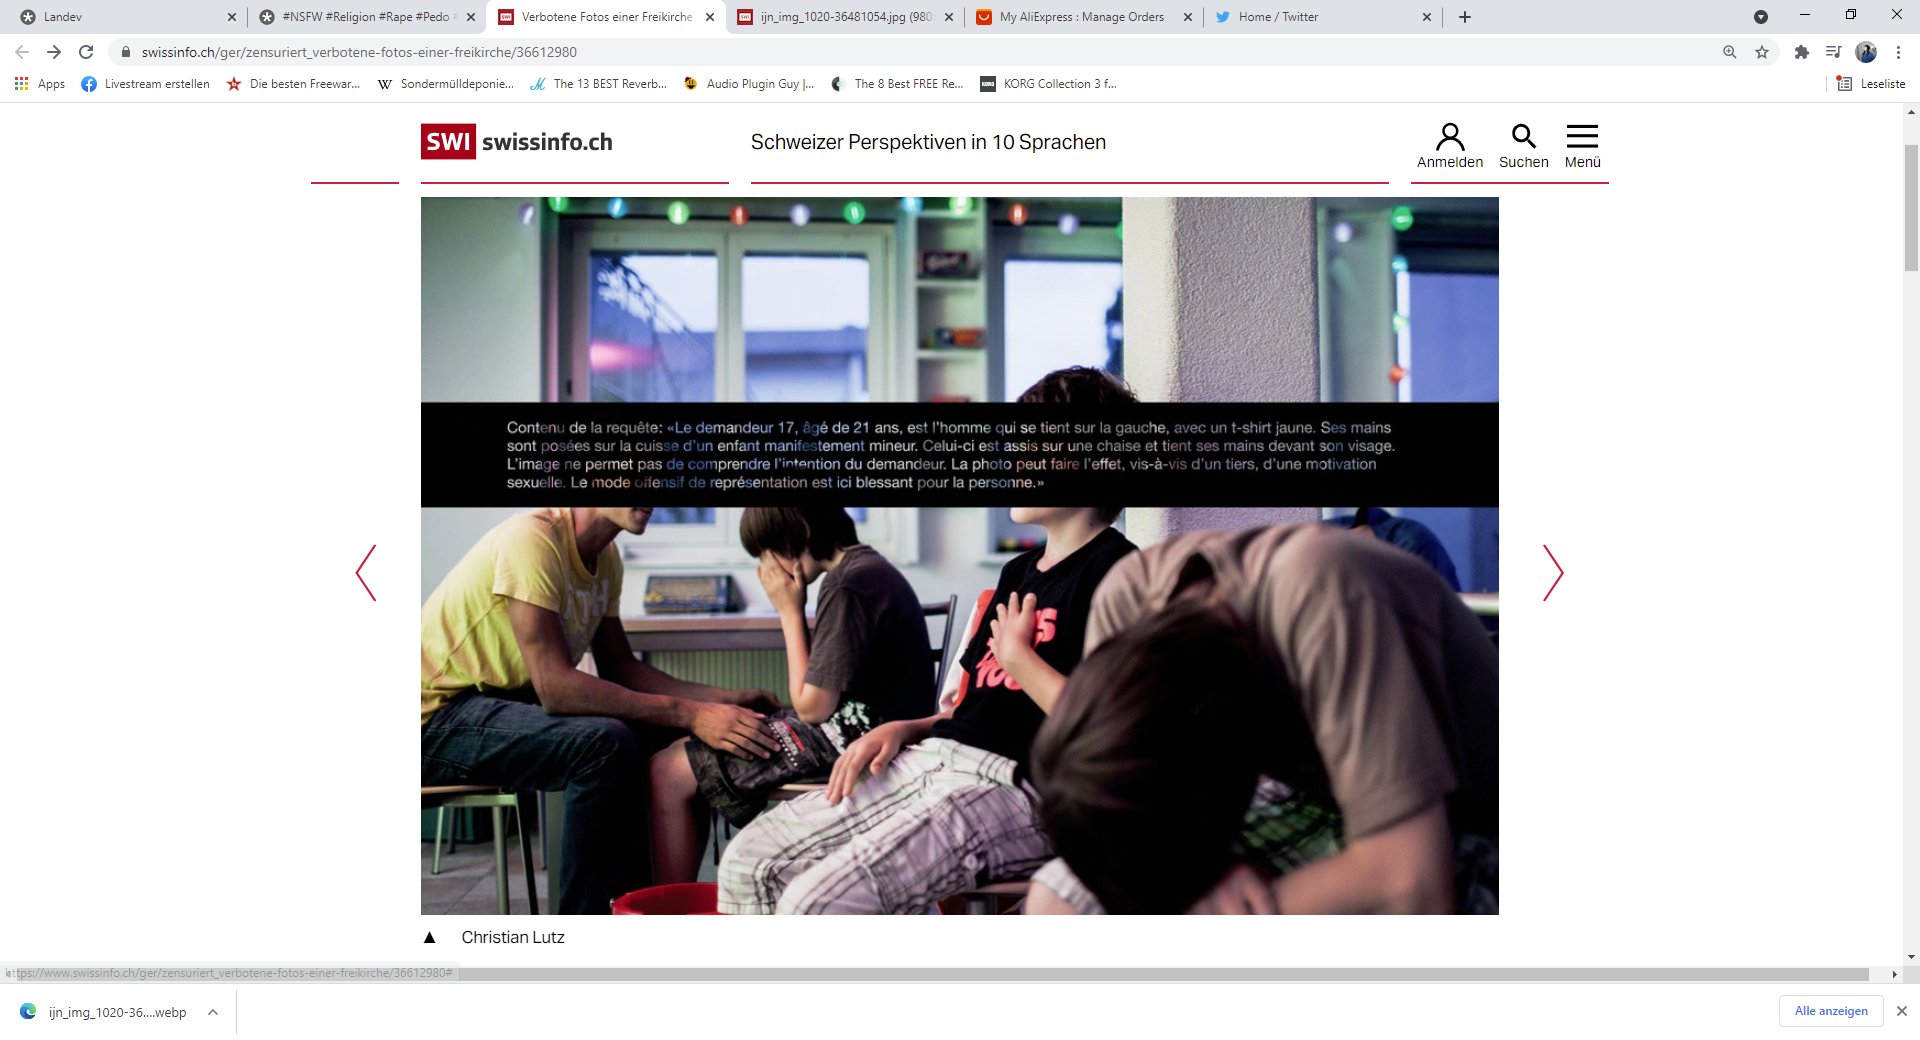 Landev
#NSFW #Religion #Rape #Pedo
Verbotene Fotos einer Freikirche
ijn_img_1020-36481054.jpg (980
My AliExpress : Manage Orders
Home / Twitter
swissinfo.ch/ger/zensuriert_verbotene-fotos-einer-freikirche/36612980
Apps
Livestream erstellen
Die besten Freewar...
Sondermülldeponie...
The 13 BEST Reverb...
Audio Plugin Guy |...
The 8 Best FREE Re...
KORG Collection 3 f...
Leseliste
SWI swissinfo.ch
Schweizer Perspektiven in 10 Sprachen
Anmelden
Suchen
Menü
Contenu de la requête: «Le demandeur 17, âgé de 21 ans, est l'homme qui se tient sur la gauche, avec un t-shirt jaune. Ses mains
sont posées sur la cuisse d'un enfant manifestement mineur. Celui-ci est assis sur une chaise et tient ses mains devant son visage.
L'image ne permet pas de comprendre l'intention du demandeur. La photo peut faire l'effet, vis-à-vis d'un tiers, d'une motivation
sexuelle. Le mode offensif de représentation est ici blessant pour la personne.»
▲ Christian Lutz
https://www.swissinfo.ch/ger/zensuriert_verbotene-fotos-einer-freikirche/36612980#
ijn_img_1020-36....webp
Alle anzeigen